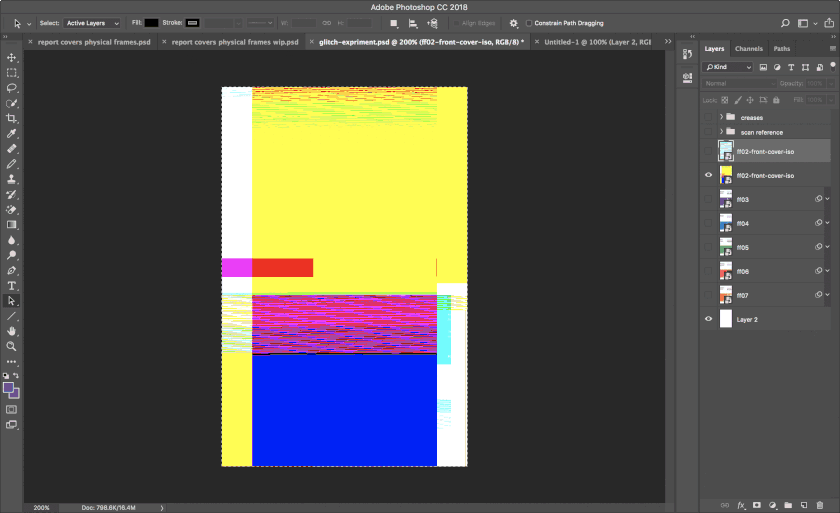 Adobe Photoshop CC 2018
Select: Active Layers Fill: Stroke: W: H: Align Edges Constrain Path Dragging
× report covers physical frames.psd × report covers physical frames wip.psd × glitch-expriment.psd @ 200% (ff02-front-cover-iso, RGB/8) * × Untitled-1 @ 100% (Layer 2, RGB
Layers Channels Paths
Kind
Normal Opacity:
Lock: Fill:
creases
scan reference
ff02-front-cover-iso
ff02-front-cover-iso
ff03
ff04
ff05
ff06
ff07
Layer 2
200% Doc: 798.6K/16.4M